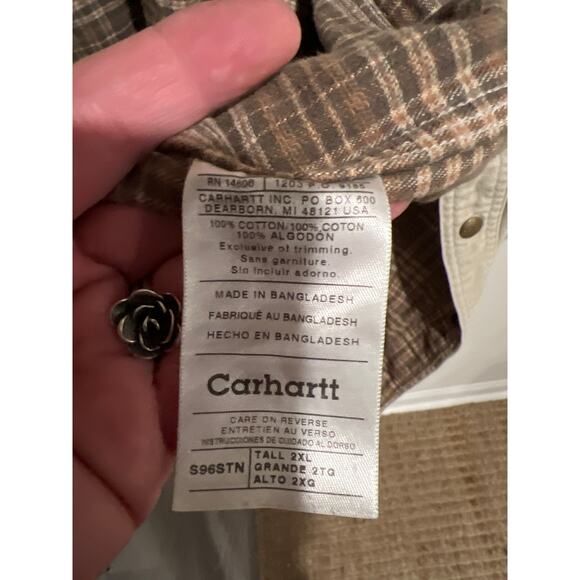 RN 14806 1203 P.O. 9185
CARHARTT INC. PO BOX 600
DEARBORN, MI 48121 USA
100% COTTON/100% COTON
100% ALGODON
Exclusive of trimming.
Sans garniture.
Sin incluir adorno.
MADE IN BANGLADESH
FABRIQUÉ AU BANGLADESH
HECHO EN BANGLADESH
Carhartt
CARE ON REVERSE
ENTRETIEN AU VERSO
INSTRUCCIONES DE CUIDADO AL DORSO
S96STN
TALL 2XL
GRANDE 2TG
ALTO 2XG